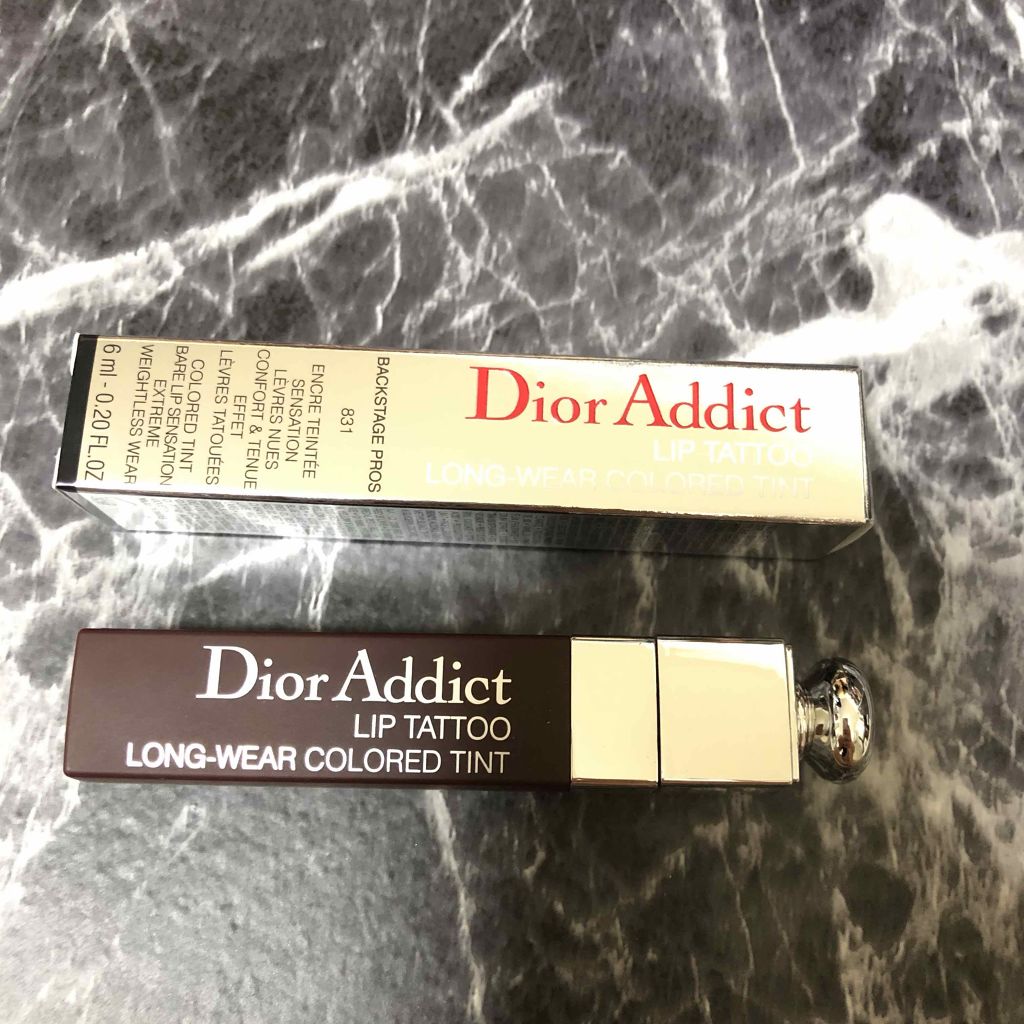 Dior Addict
LIP TATTOO
LONG-WEAR COLORED TINT
BACKSTAGE PROS
831
ENCRE TEINTÉE
SENSATION
LÈVRES NUES
CONFORT & TENUE
EFFET
LÈVRES TATOUÉES
COLORED TINT
BARE LIP SENSATION
EXTREME
WEIGHTLESS WEAR
6 ml - 0.20 FL.OZ
Dior Addict
LIP TATTOO
LONG-WEAR COLORED TINT